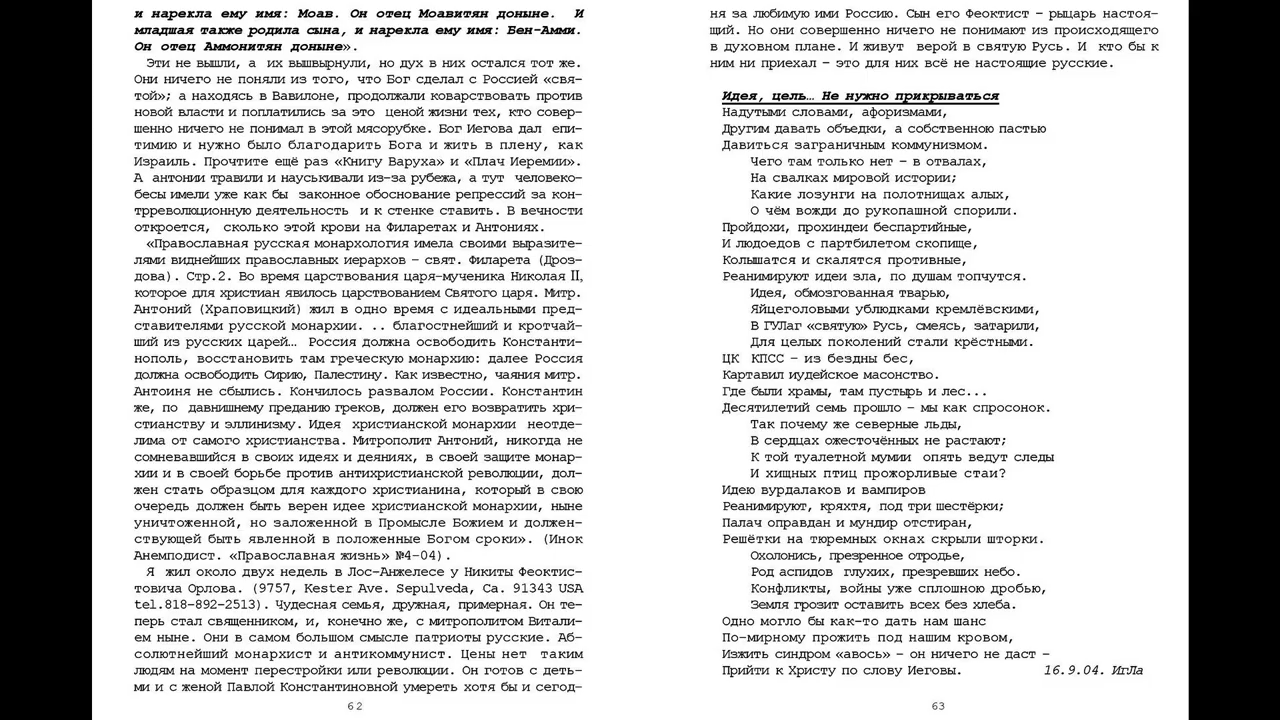 и нарекла ему имя: Моав. Он отец Моавитян доныне. И
младшая также родила сына, и нарекла ему имя: Бен-Амми.
Он отец Аммонитян доныне».
Эти не вышли, а их вышвырнули, но дух в них остался тот же.
Они ничего не поняли из того, что Бог сделал с Россией «свя-
той»; а находясь в Вавилоне, продолжали коварствовать против
новой власти и поплатились за это ценой жизни тех, кто совер-
шенно ничего не понимал в этой мясорубке. Бог Иегова дал епи-
тимию и нужно было благодарить Бога и жить в плену, как
Израиль. Прочтите ещё раз «Книгу Варуха» и «Плач Иеремии».
А антонии травили и науськивали из-за рубежа, а тут человеко-
бесы имели уже как бы законное обоснование репрессий за кон-
трреволюционную деятельность и к стенке ставить. В вечности
откроется, сколько этой крови на Филаретах и Антониях.
«Православная русская монархология имела своими выразите-
лями виднейших православных иерархов – свят. Филарета (Дроз-
дова). Стр.2. Во время царствования царя-мученика Николая II,
которое для христиан явилось царствованием Святого царя. Митр.
Антоний (Храповицкий) жил в одно время с идеальными пред-
ставителями русской монархии. .. благостнейший и кротчай-
ший из русских царей… Россия должна освободить Константи-
нополь, восстановить там греческую монархию: далее Россия
должна освободить Сирию, Палестину. Как известно, чаяния митр.
Антоиня не сбылись. Кончилось развалом России. Константин
же, по давнишнему преданию греков, должен его возвратить хри-
стианству и эллинизму. Идея христианской монархии неотде-
лима от самого христианства. Митрополит Антоний, никогда не
сомневавшийся в своих идеях и деяниях, в своей защите монар-
хии и в своей борьбе против антихристианской революции, дол-
жен стать образцом для каждого христианина, который в свою
очередь должен быть верен идее христианской монархии, ныне
уничтоженной, но заложенной в Промысле Божием и должен-
ствующей быть явленной в положенные Богом сроки». (Инок
Анемподист. «Православная жизнь» №4-04).
Я жил около двух недель в Лос-Анжелесе у Никиты Феоктис-
товича Орлова. (9757, Kester Ave. Sepulveda, Ca. 91343 USA
tel.818-892-2513). Чудесная семья, дружная, примерная. Он те-
перь стал священником, и, конечно же, с митрополитом Витали-
ем ныне. Они в самом большом смысле патриоты русские. Аб-
солютнейший монархист и антикоммунист. Цены нет таким
людям на момент перестройки или революции. Он готов с деть-
ми и с женой Павлой Константиновной умереть хотя бы и сегод-
62
ня за любимую ими Россию. Сын его Феоктист – рыцарь настоя-
щий. Но они совершенно ничего не понимают из происходящего
в духовном плане. И живут верой в святую Русь. И кто бы к
ним ни приехал – это для них всё не настоящие русские.
Идея, цель… Не нужно прикрываться
Надутыми словами, афоризмами,
Другим давать объедки, а собственною пастью
Давиться заграничным коммунизмом.
Чего там только нет – в отвалах,
На свалках мировой истории;
Какие лозунги на полотнищах алых,
О чём вожди до рукопашной спорили.
Пройдохи, прохиндеи беспартийные,
И людоедов с партбилетом скопище,
Колышатся и скалятся противные,
Реанимируют идеи зла, по душам топчутся.
Идея, обмозгованная тварью,
Яйцеголовыми ублюдками кремлёвскими,
В ГУЛаг «святую» Русь, смеясь, затарили,
Для целых поколений стали крёстными.
ЦК КПСС – из бездны бес,
Картавил иудейское масонство.
Где были храмы, там пустырь и лес...
Десятилетий семь прошло – мы как спросонок.
Так почему же северные льды,
В сердцах ожесточённых не растают;
К той туалетной мумии опять ведут следы
И хищных птиц прожорливые стаи?
Идею вурдалаков и вампиров
Реанимируют, кряхтя, под три шестёрки;
Палач оправдан и мундир отстиран,
Решётки на тюремных окнах скрыли шторки.
Охолонись, презренное отродье,
Род аспидов глухих, презревших небо.
Конфликты, войны уже сплошною дробью,
Земля грозит оставить всех без хлеба.
Одно могло бы как-то дать нам шанс
По-мирному прожить под нашим кровом,
Изжить синдром «авось» – он ничего не даст –
Прийти к Христу по слову Иеговы. 16.9.04. ИгЛа
63